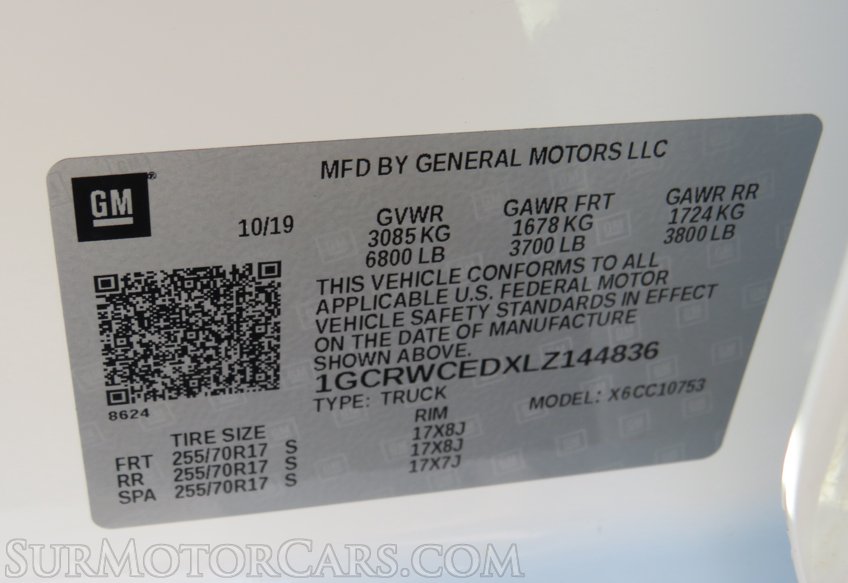 MFD BY GENERAL MOTORS LLC
GM
®
10/19
GVWR
3085 KG
6800 LB
GAWR FRT
1678 KG
3700 LB
GAWR RR
1724 KG
3800 LB
THIS VEHICLE CONFORMS TO ALL
APPLICABLE U.S. FEDERAL MOTOR
VEHICLE SAFETY STANDARDS IN EFFECT
ON THE DATE OF MANUFACTURE
SHOWN ABOVE.
1GCRWCEDXLZ144836
8624
TYPE: TRUCK MODEL: X6CC10753
TIRE SIZE RIM
FRT 255/70R17 S 17X8J
RR 255/70R17 S 17X8J
SPA 255/70R17 S 17X7J
SURMOTORCARS.COM